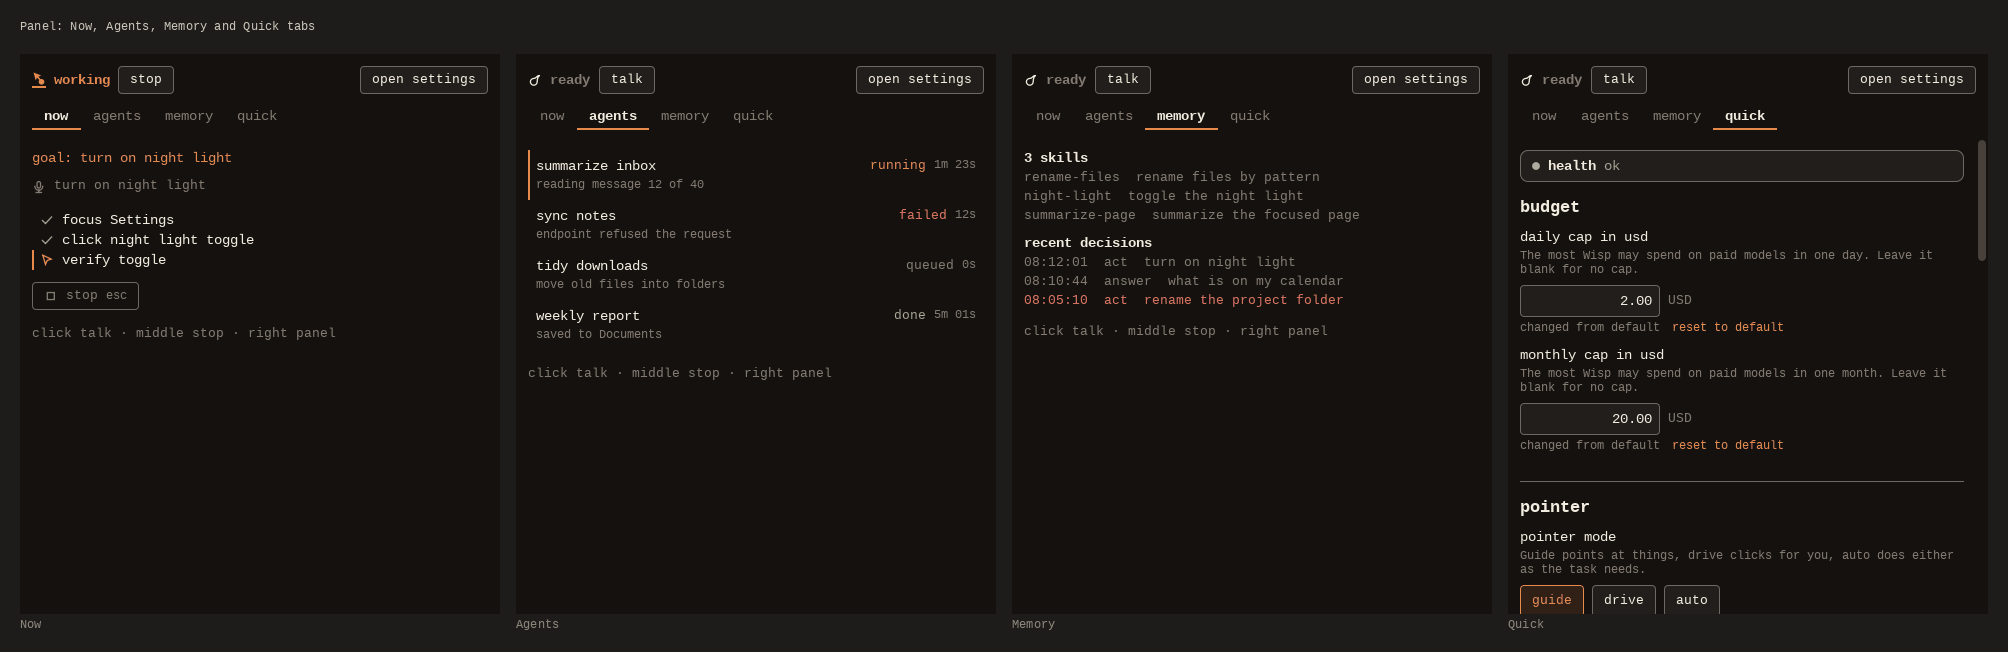 Panel: Now, Agents, Memory and Quick tabs
working stop open settings
now agents memory quick
goal: turn on night light
turn on night light
focus Settings
click night light toggle
verify toggle
stop esc
click talk · middle stop · right panel
Now
ready talk open settings
now agents memory quick
summarize inbox running 1m 23s
reading message 12 of 40
sync notes failed 12s
endpoint refused the request
tidy downloads queued 0s
move old files into folders
weekly report done 5m 01s
saved to Documents
click talk · middle stop · right panel
Agents
ready talk open settings
now agents memory quick
3 skills
rename-files rename files by pattern
night-light toggle the night light
summarize-page summarize the focused page
recent decisions
08:12:01 act turn on night light
08:10:44 answer what is on my calendar
08:05:10 act rename the project folder
click talk · middle stop · right panel
Memory
ready talk open settings
now agents memory quick
health ok
budget
daily cap in usd
The most Wisp may spend on paid models in one day. Leave it
blank for no cap.
2.00 USD
changed from default reset to default
monthly cap in usd
The most Wisp may spend on paid models in one month. Leave it
blank for no cap.
20.00 USD
changed from default reset to default
pointer
pointer mode
Guide points at things, drive clicks for you, auto does either
as the task needs.
guide drive auto
Quick